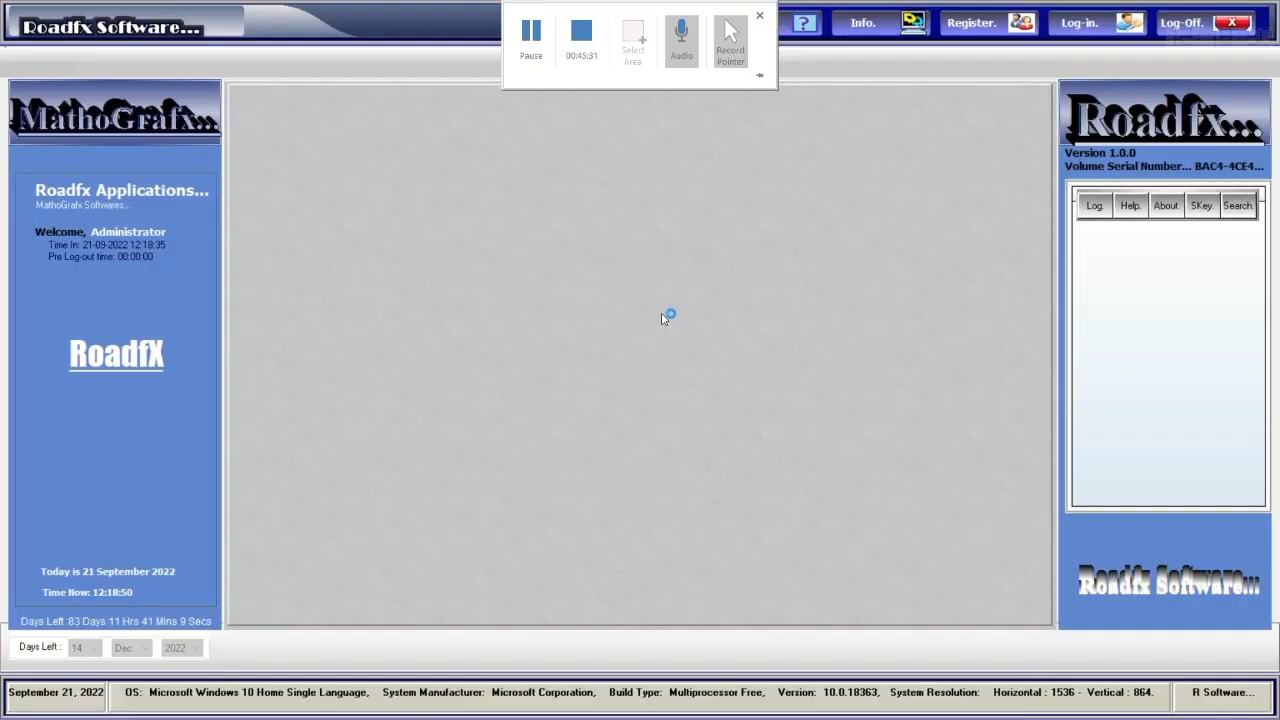 Roadfx Software...
Pause
00:45:31
Select
Area
Audio
Record
Pointer
?
Info.
Register.
Log-in.
Log-Off.
X
MathoGrafx...
Roadfx Applications...
MathoGrafx Softwares...
Welcome, Administrator
Time In: 21-09-2022 12:18:35
Pre Log-out time: 00:00:00
RoadfX
Today is 21 September 2022
Time Now: 12:18:50
Days Left :83 Days 11 Hrs 41 Mins 9 Secs
Days Left : 14 Dec 2022
Roadfx...
Version 1.0.0
Volume Serial Number... BAC4-4CE4...
Log. Help. About. SKey. Search.
Roadfx Software...
September 21, 2022 OS: Microsoft Windows 10 Home Single Language, System Manufacturer: Microsoft Corporation, Build Type: Multiprocessor Free, Version: 10.0.18363, System Resolution: Horizontal : 1536 - Vertical : 864. R Software...